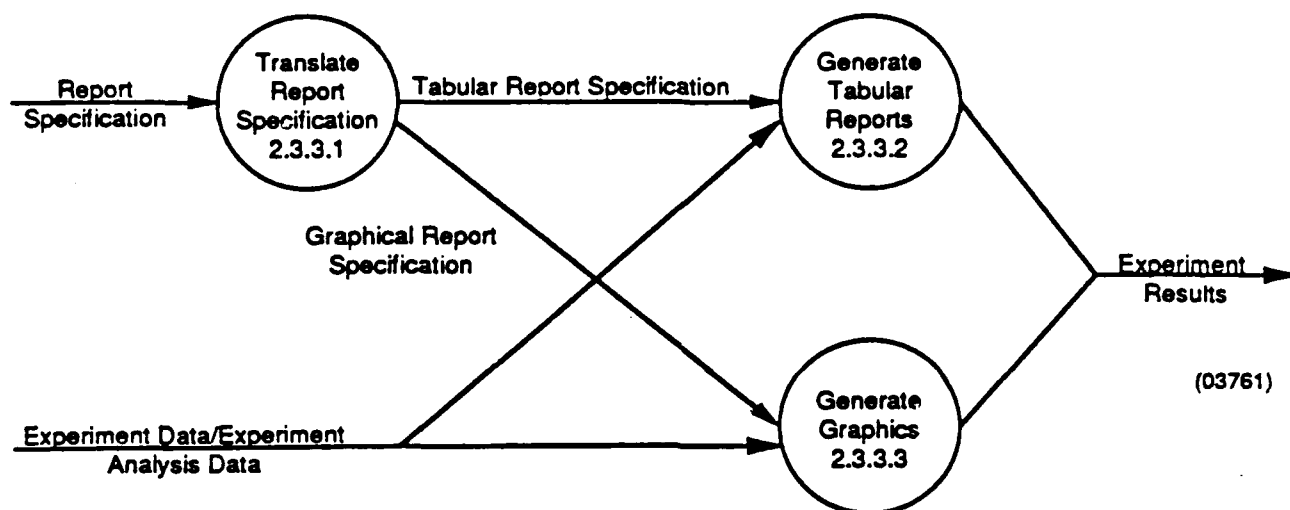 Report
Specification
Translate
Report
Specification
2.3.3.1
Tabular Report Specification
Generate
Tabular
Reports
2.3.3.2
Graphical Report
Specification
Experiment
Results
(03761)
Experiment Data/Experiment
Analysis Data
Generate
Graphics
2.3.3.3